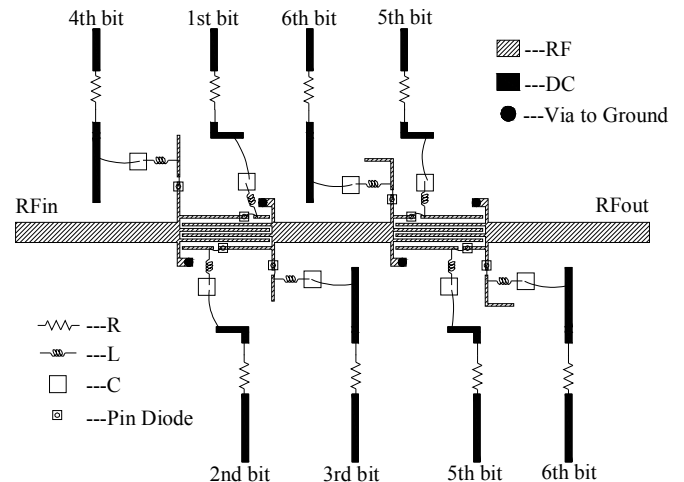 4th bit
1st bit
6th bit
5th bit
---RF
---DC
---Via to Ground
RFin
RFout
---R
---L
---C
---Pin Diode
2nd bit
3rd bit
5th bit
6th bit